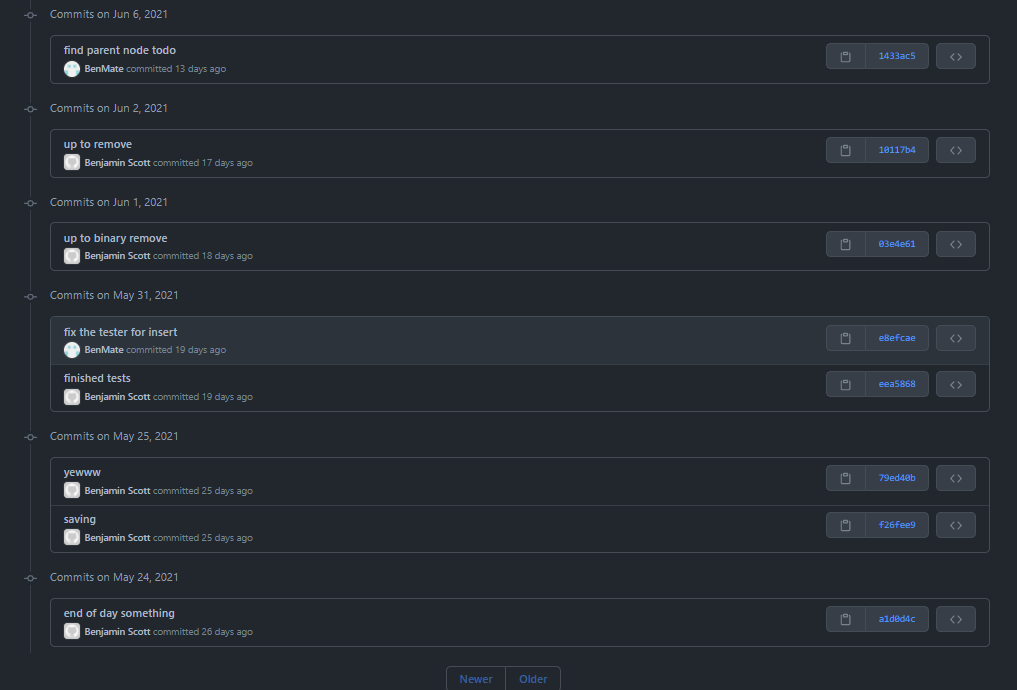 Commits on Jun 6, 2021
find parent node todo
BenMate committed 13 days ago
1433ac5
Commits on Jun 2, 2021
up to remove
Benjamin Scott committed 17 days ago
10117b4
Commits on Jun 1, 2021
up to binary remove
Benjamin Scott committed 18 days ago
03e4e61
Commits on May 31, 2021
fix the tester for insert
BenMate committed 19 days ago
e8efcae
finished tests
Benjamin Scott committed 19 days ago
eea5868
Commits on May 25, 2021
yewww
Benjamin Scott committed 25 days ago
79ed40b
saving
Benjamin Scott committed 25 days ago
f26fee9
Commits on May 24, 2021
end of day something
Benjamin Scott committed 26 days ago
a1d0d4c
Newer Older